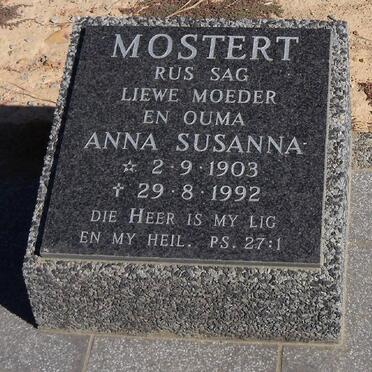 MOSTERT
RUS SAG
LIEWE MOEDER
EN OUMA
ANNA SUSANNA
☆ 2-9-1903
† 29-8-1992
DIE HEER IS MY LIG
EN MY HEIL. PS. 27:1